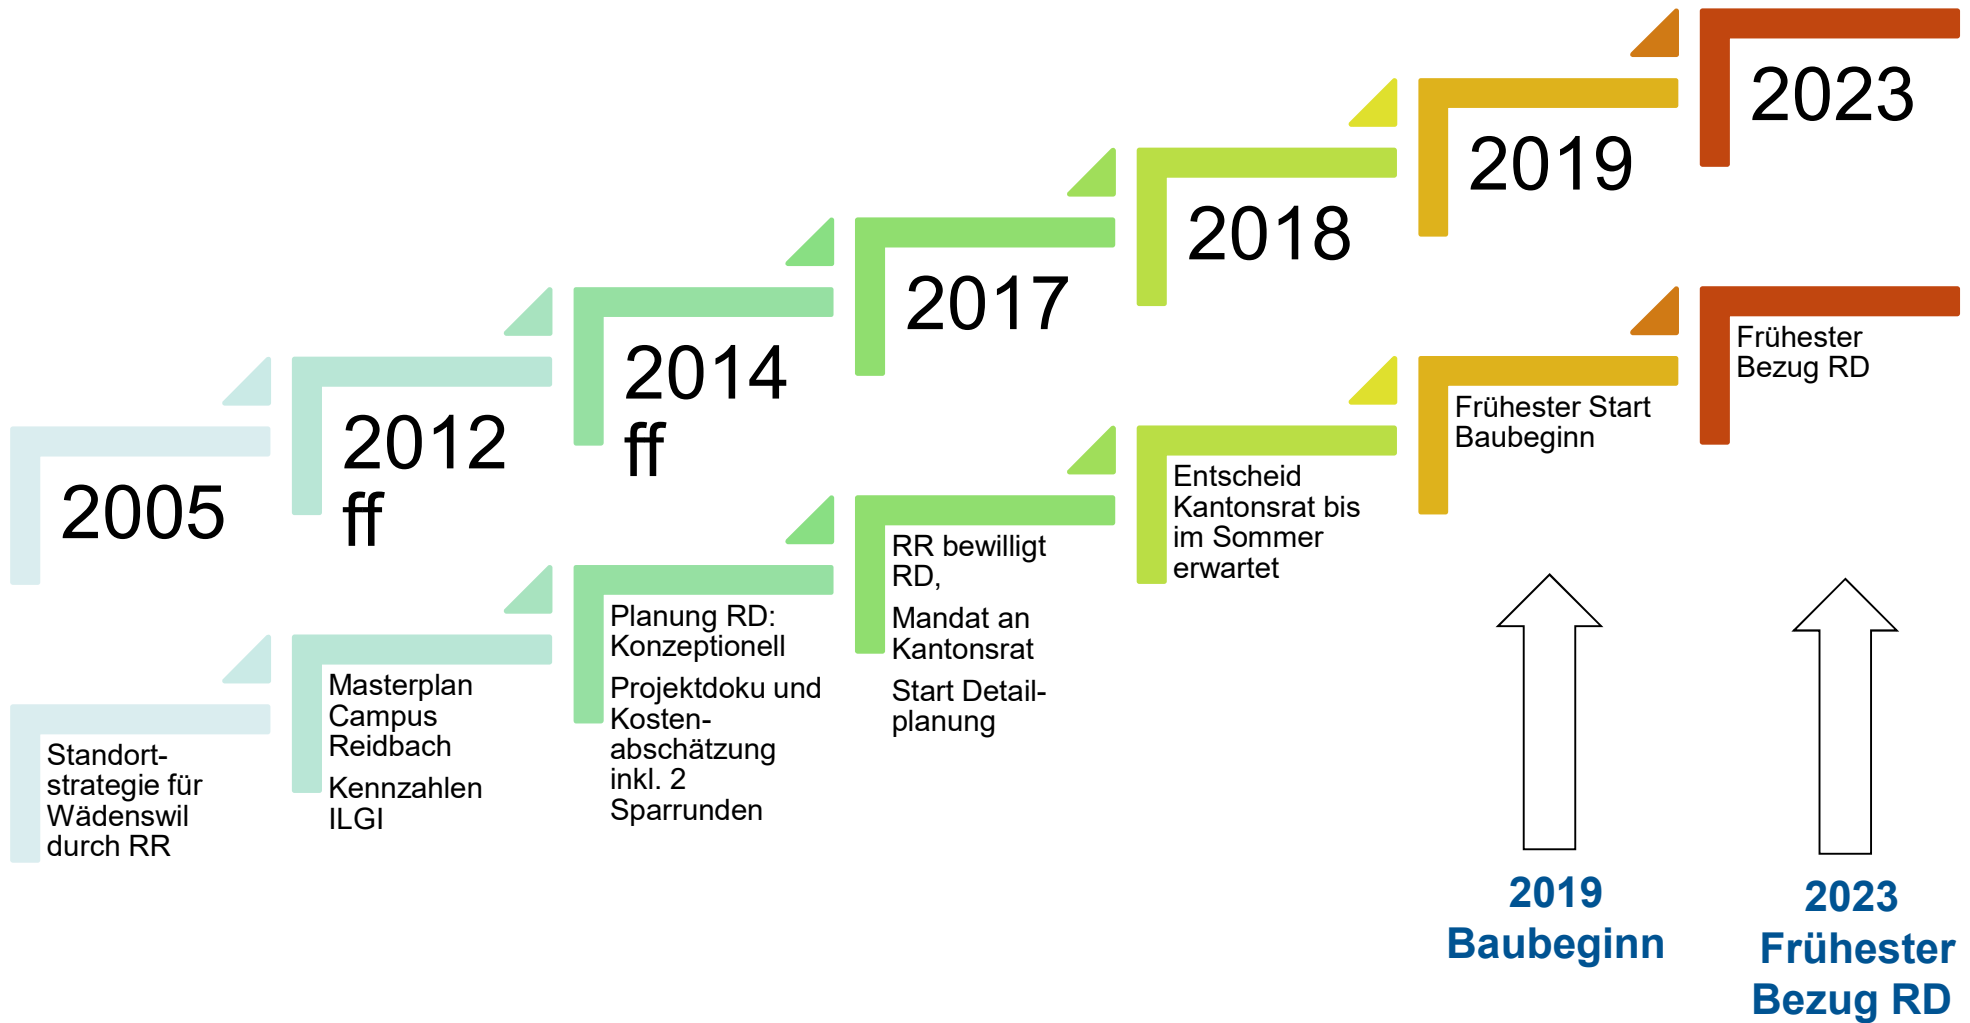 2005
2012
ff
2014
ff
2017
2018
2019
2023
Standort-
strategie für
Wädenswil
durch RR
Masterplan
Campus
Reidbach
Kennzahlen
ILGI
Planung RD:
Konzeptionell
Projektdoku und
Kosten-
abschätzung
inkl. 2
Sparrunden
RR bewilligt
RD,
Mandat an
Kantonsrat
Start Detail-
planung
Entscheid
Kantonsrat bis
im Sommer
erwartet
Frühester Start
Baubeginn
Frühester
Bezug RD
2019
Baubeginn
2023
Frühester
Bezug RD